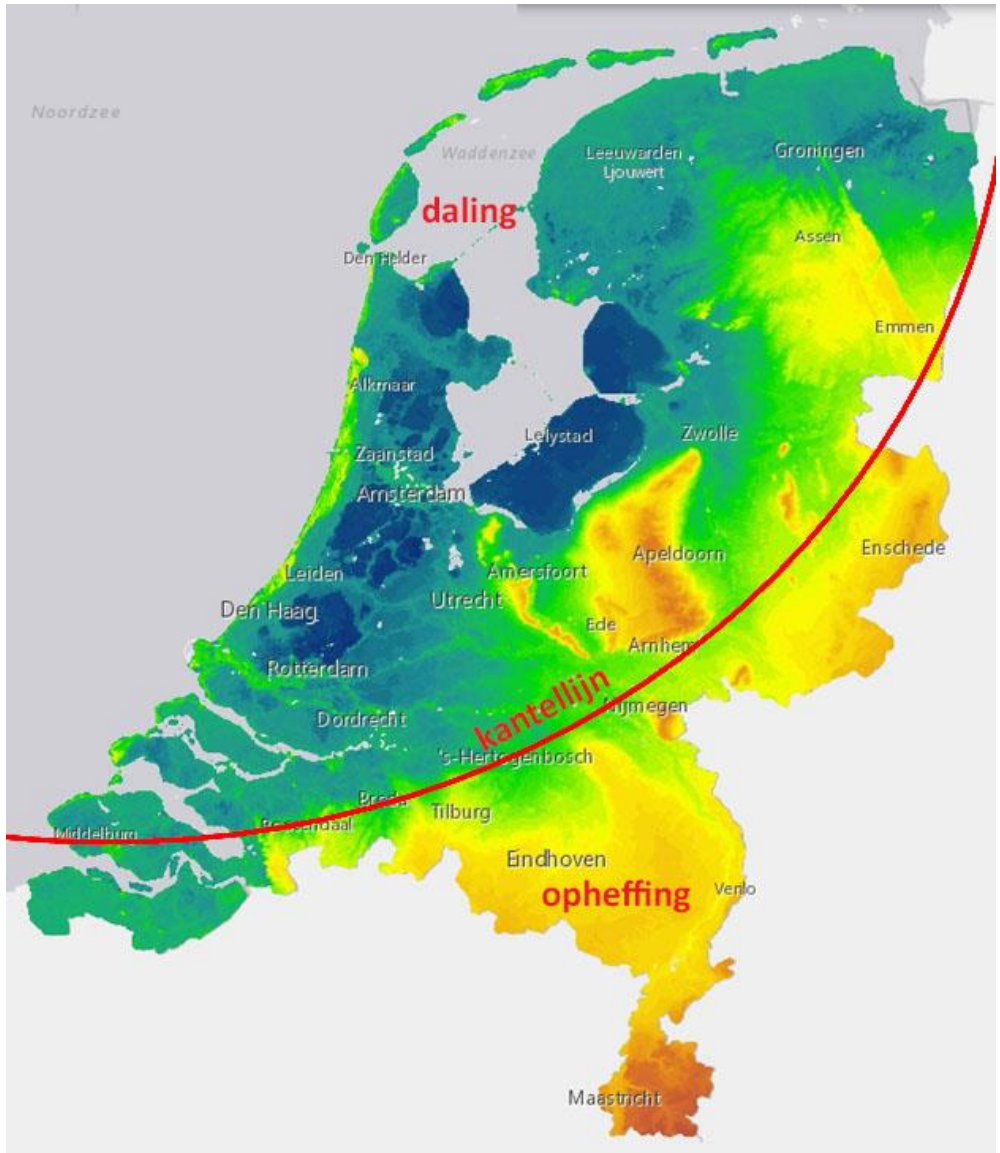 Noordzee
Waddenzee
Leeuwarden
Ljouwert
Groningen
daling
Assen
Den Helder
Emmen
Alkmaar
Lelystad
Zwolle
Zaanstad
Amsterdam
Enschede
Apeldoorn
Leiden
Amersfoort
Utrecht
Den Haag
Ede
Arnhem
Rotterdam
kantellijn
Nijmegen
Dordrecht
's-Hertogenbosch
Breda
Tilburg
Roosendaal
Middelburg
Eindhoven
opheffing
Venlo
Maastricht